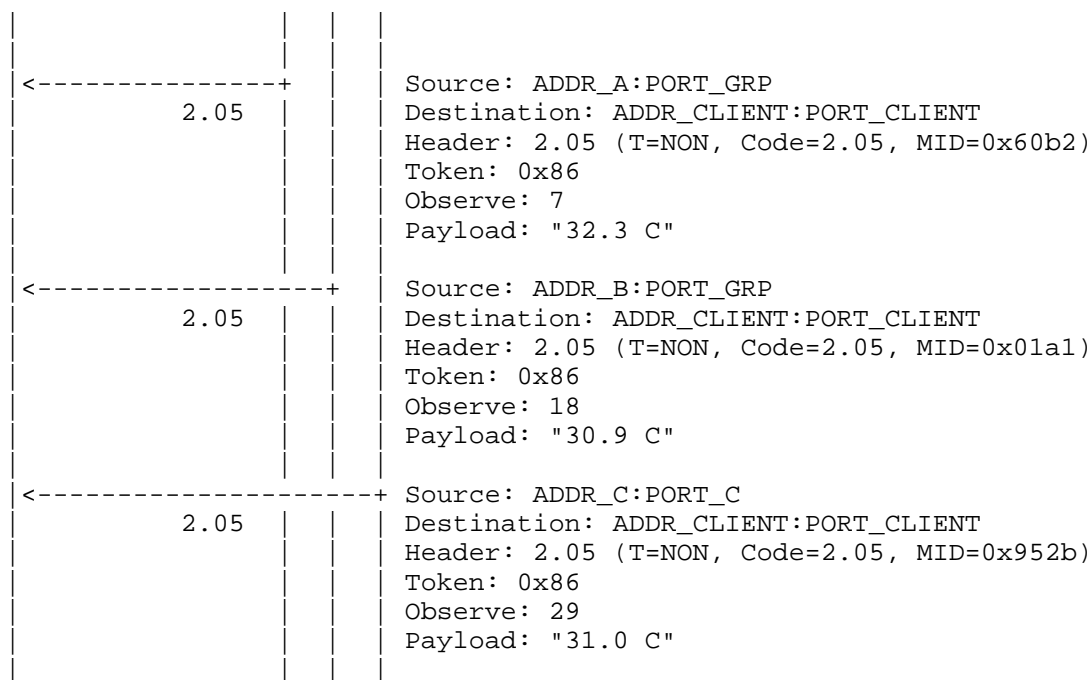 |                |  |  |
|                |  |  |
|<---------------+  |  | Source: ADDR_A:PORT_GRP
|          2.05  |  |  | Destination: ADDR_CLIENT:PORT_CLIENT
|                |  |  | Header: 2.05 (T=NON, Code=2.05, MID=0x60b2)
|                |  |  | Token: 0x86
|                |  |  | Observe: 7
|                |  |  | Payload: "32.3 C"
|                |  |  |
|<------------------+  | Source: ADDR_B:PORT_GRP
|          2.05  |  |  | Destination: ADDR_CLIENT:PORT_CLIENT
|                |  |  | Header: 2.05 (T=NON, Code=2.05, MID=0x01a1)
|                |  |  | Token: 0x86
|                |  |  | Observe: 18
|                |  |  | Payload: "30.9 C"
|                |  |  |
|<---------------------+ Source: ADDR_C:PORT_C
|          2.05  |  |  | Destination: ADDR_CLIENT:PORT_CLIENT
|                |  |  | Header: 2.05 (T=NON, Code=2.05, MID=0x952b)
|                |  |  | Token: 0x86
|                |  |  | Observe: 29
|                |  |  | Payload: "31.0 C"
|                |  |  |